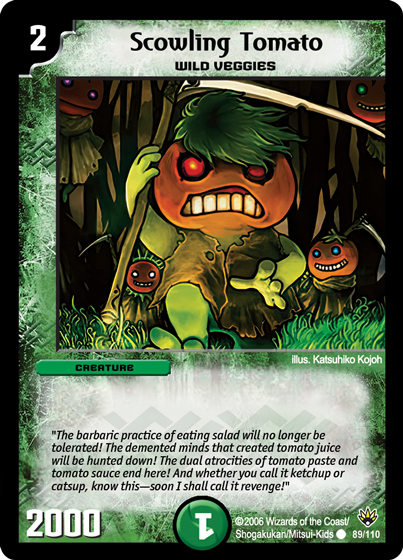 2
Scowling Tomato
WILD VEGGIES
illus. Katsuhiko Kojoh
CREATURE
"The barbaric practice of eating salad will no longer be
tolerated! The demented minds that created tomato juice
will be hunted down! The dual atrocities of tomato paste and
tomato sauce end here! And whether you call it ketchup or
catsup, know this—soon I shall call it revenge!"
2000
1
©2006 Wizards of the Coast/
Shogakukan/Mitsui-Kids 89/110